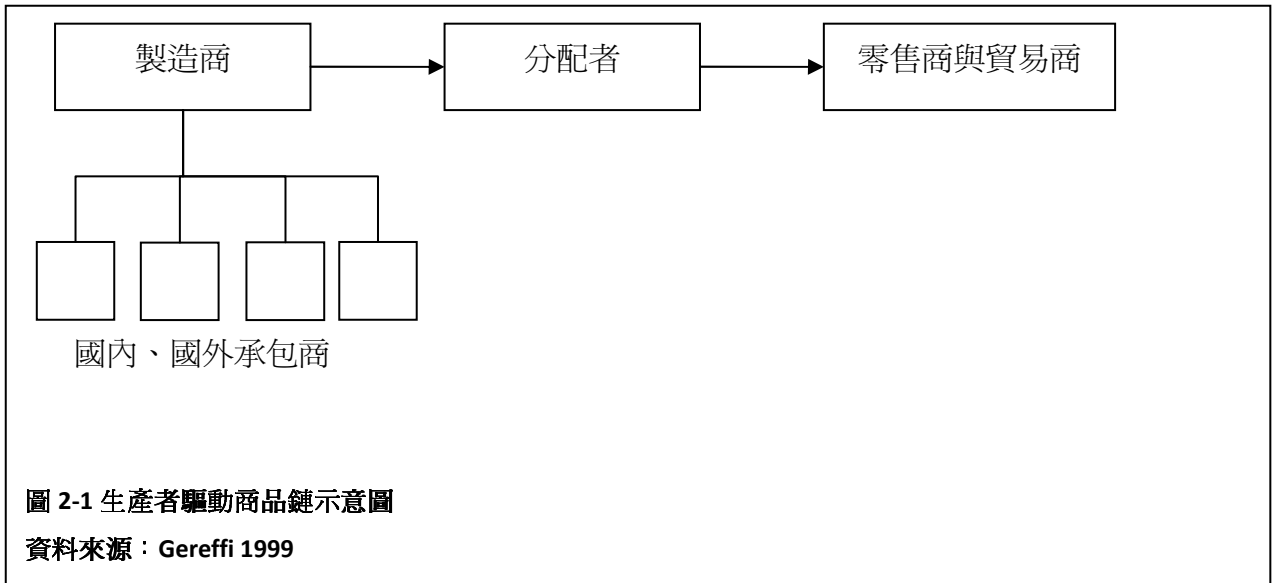 製造商
分配者
零售商與貿易商
國內、國外承包商
圖 2-1 生產者驅動商品鏈示意圖
資料來源：Gereffi 1999